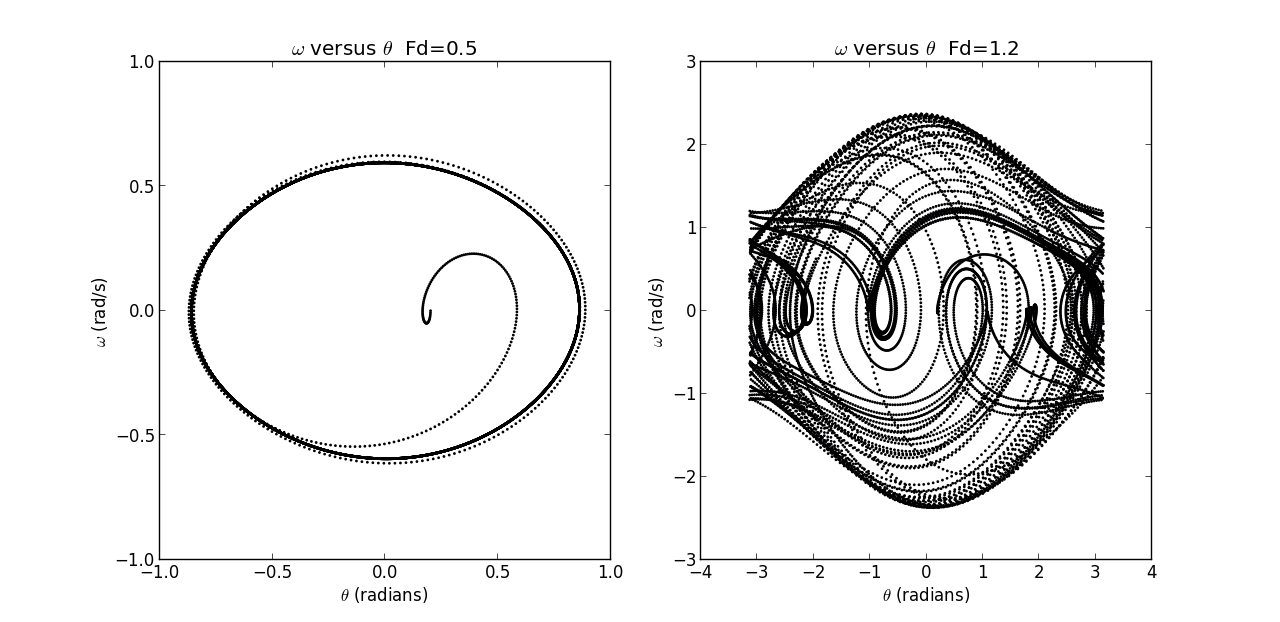 ω versus θ Fd=0.5
1.0
0.5
0.0
−0.5
−1.0
ω (rad/s)
−1.0 −0.5 0.0 0.5 1.0
θ (radians)
ω versus θ Fd=1.2
3
2
1
0
−1
−2
−3
ω (rad/s)
−4 −3 −2 −1 0 1 2 3 4
θ (radians)